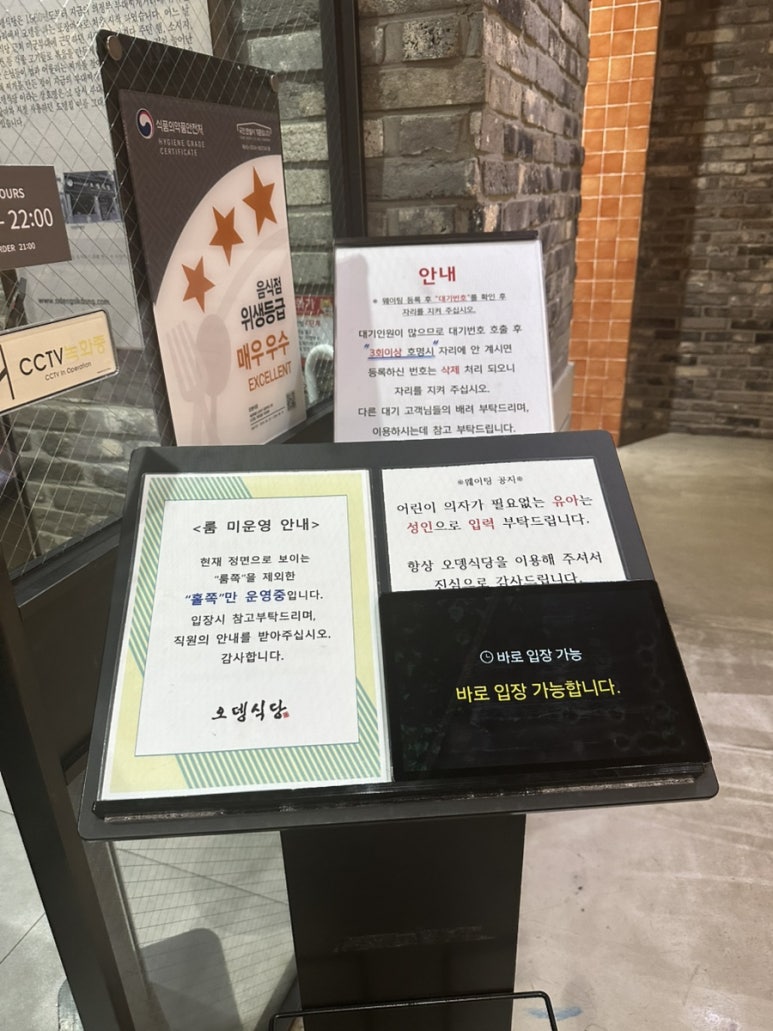 식품의약품안전처
HYGIENE GRADE
CERTIFICATE
음식점
위생등급
매우우수
EXCELLENT
OURS
- 22:00
RDER 21:00
CCTV녹화중
CCTV In Operation
안내
※ 웨이팅 등록 후 "대기번호"를 확인 후
자리를 지켜 주십시오.
대기인원이 많으므로 대기번호 호출 후
"3회이상 호명시" 자리에 안 계시면
등록하신 번호는 삭제 처리 되오니
자리를 지켜 주십시오.
다른 대기 고객님들의 배려 부탁드리며,
이용하시는데 참고 부탁드립니다.
<룸 미운영 안내>
현재 정면으로 보이는
"룸쪽"을 제외한
"홀쪽"만 운영중입니다.
입장시 참고부탁드리며,
직원의 안내를 받아주십시오.
감사합니다.
오뎅식당
※웨이팅 공지※
어린이 의자가 필요없는 유아는
성인으로 입력 부탁드립니다.
항상 오뎅식당을 이용해 주셔서
진심으로 감사드립니다.
바로 입장 가능
바로 입장 가능합니다.